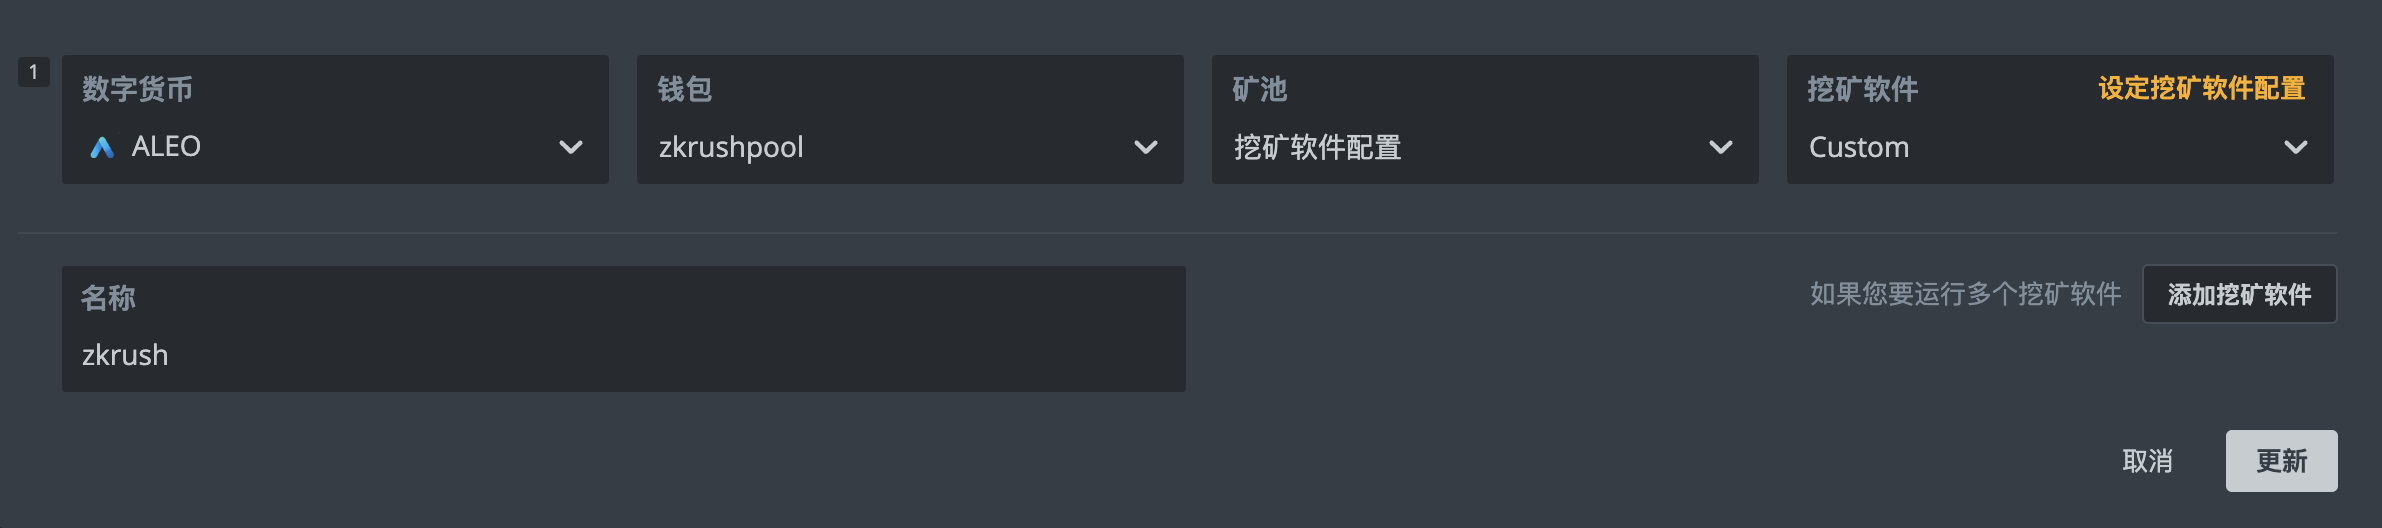 1
数字货币
ALEO
钱包
zkrushpool
矿池
挖矿软件配置
挖矿软件 设定挖矿软件配置
Custom
名称
zkrush
如果您要运行多个挖矿软件 添加挖矿软件
取消 更新